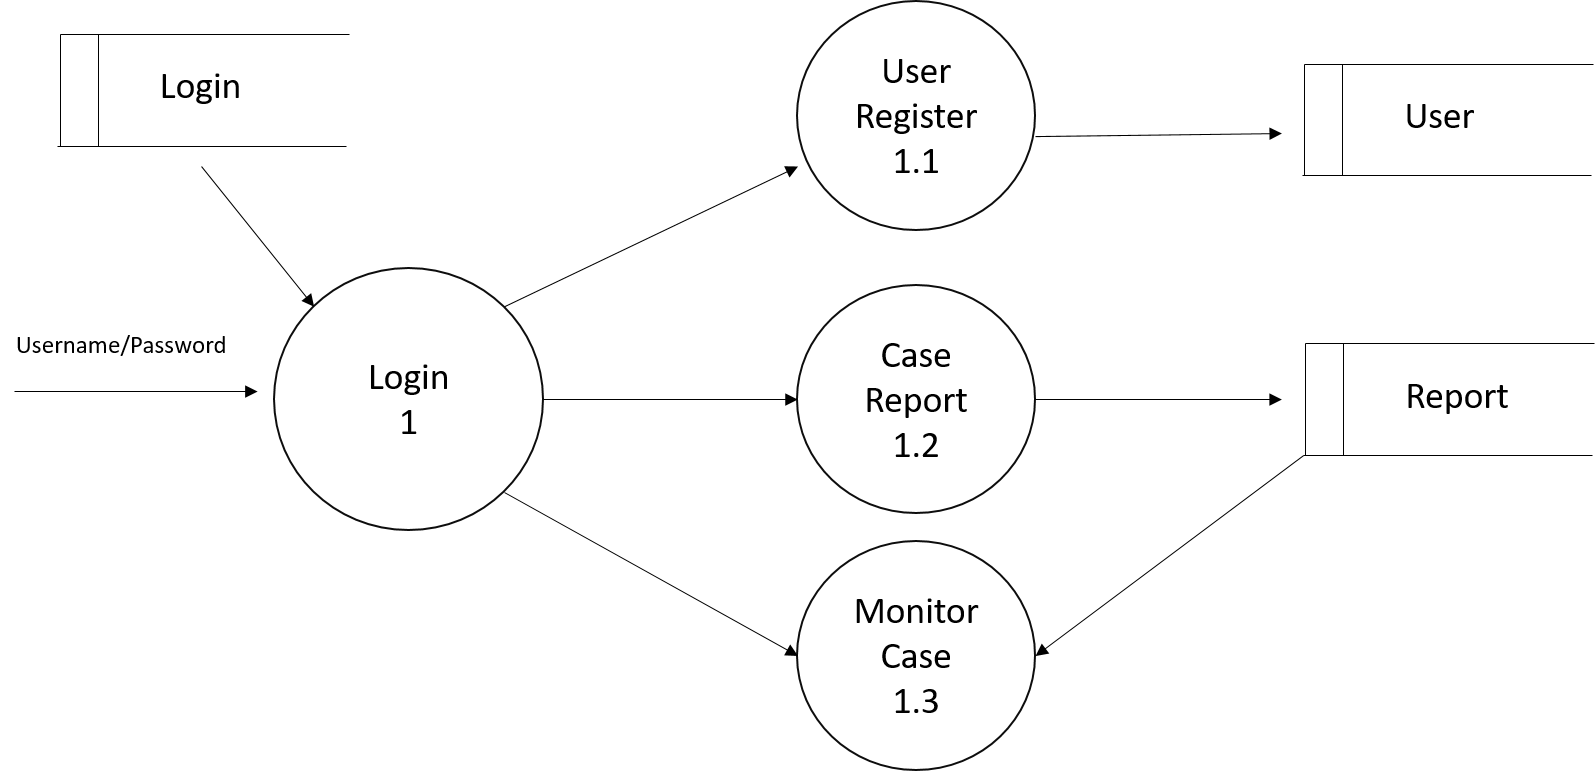 Login
User
Register
1.1
User
Username/Password
Login
1
Case
Report
1.2
Report
Monitor
Case
1.3